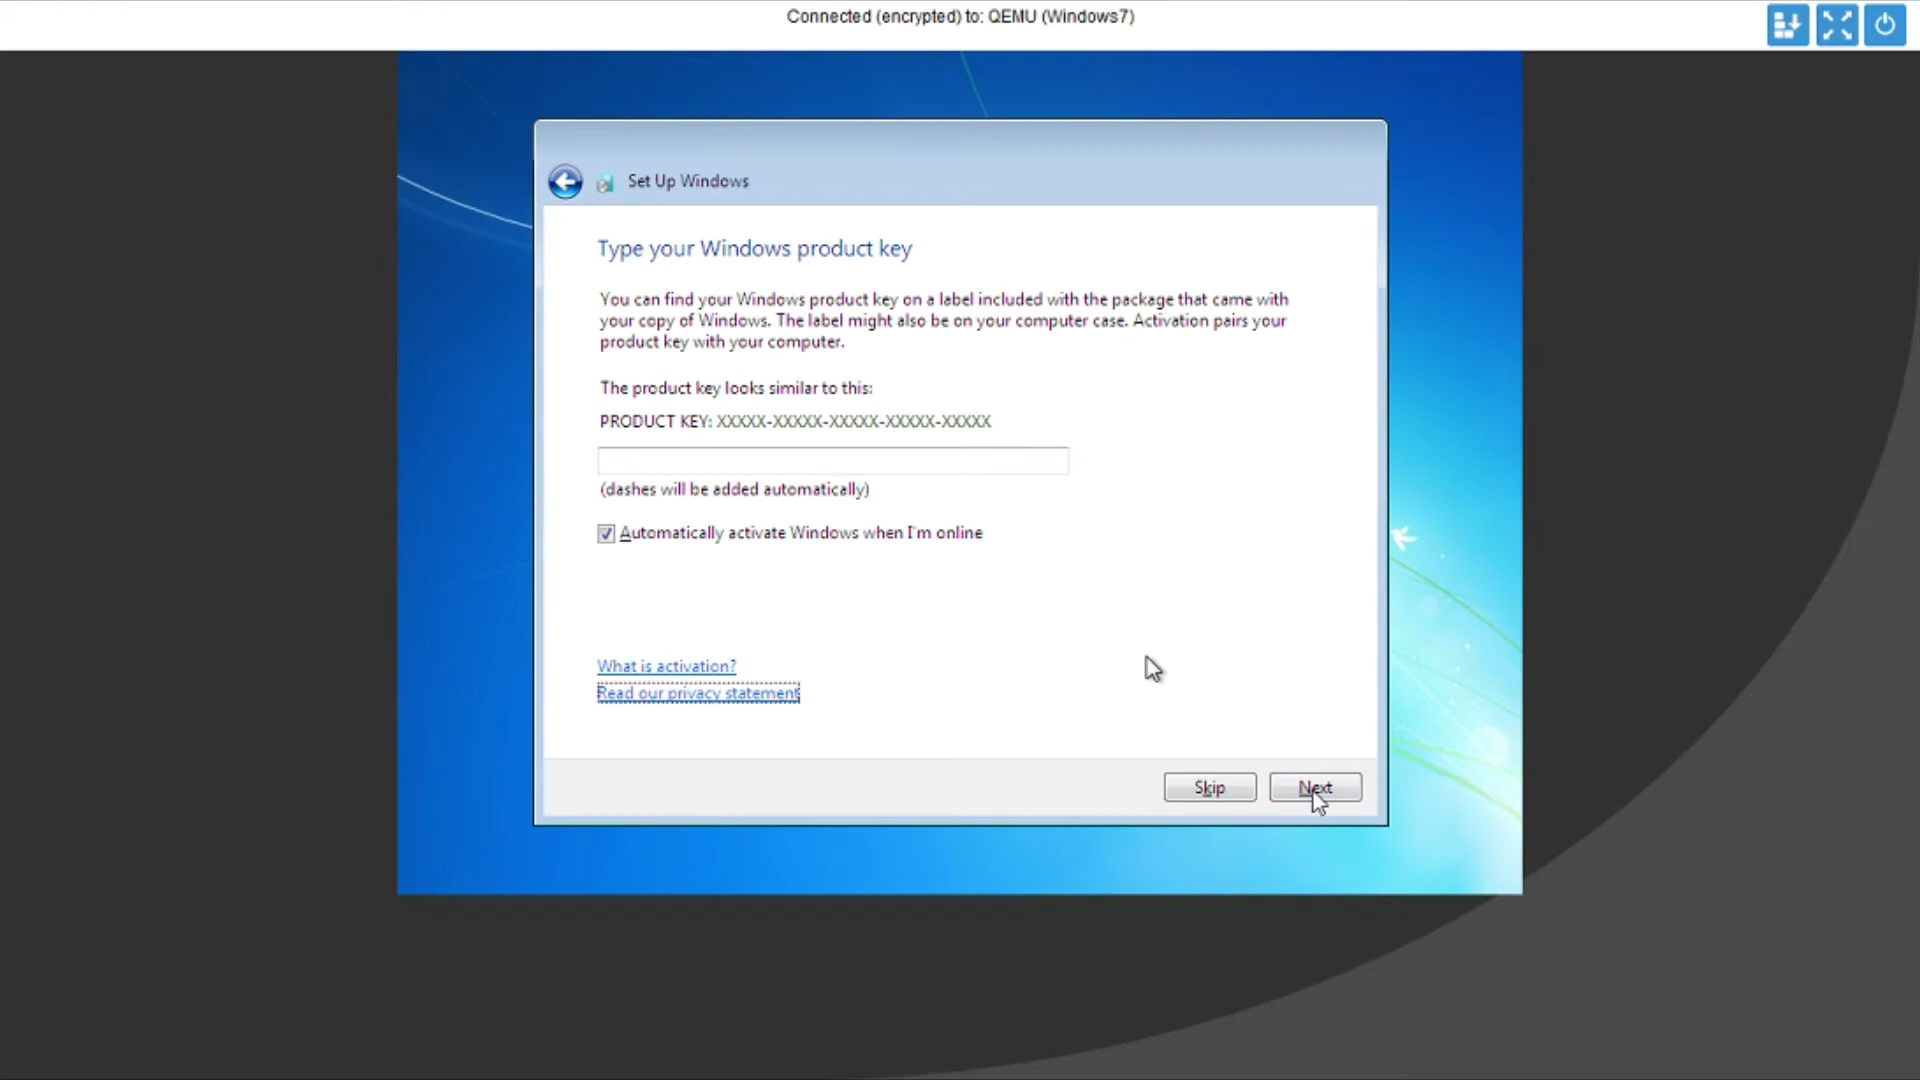 Connected (encrypted) to: QEMU (Windows7)
Set Up Windows
Type your Windows product key
You can find your Windows product key on a label included with the package that came with
your copy of Windows. The label might also be on your computer case. Activation pairs your
product key with your computer.
The product key looks similar to this:
PRODUCT KEY: XXXXX-XXXXX-XXXXX-XXXXX-XXXXX
(dashes will be added automatically)
Automatically activate Windows when I'm online
What is activation?
Read our privacy statement
Skip
Next